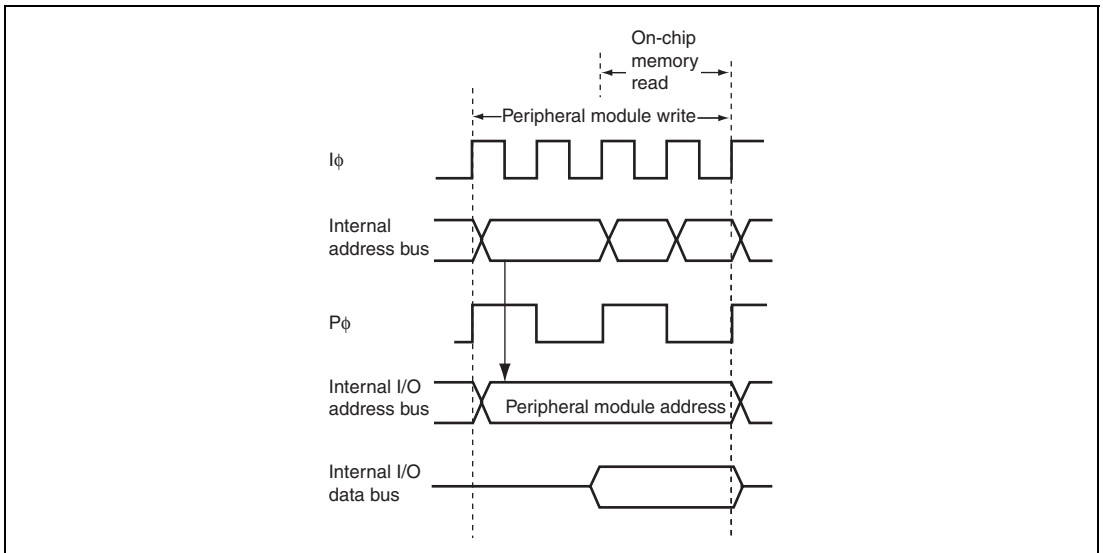 On-chip
memory
read
Peripheral module write
Iϕ
Internal
address bus
Pϕ
Internal I/O
address bus
Peripheral module address
Internal I/O
data bus